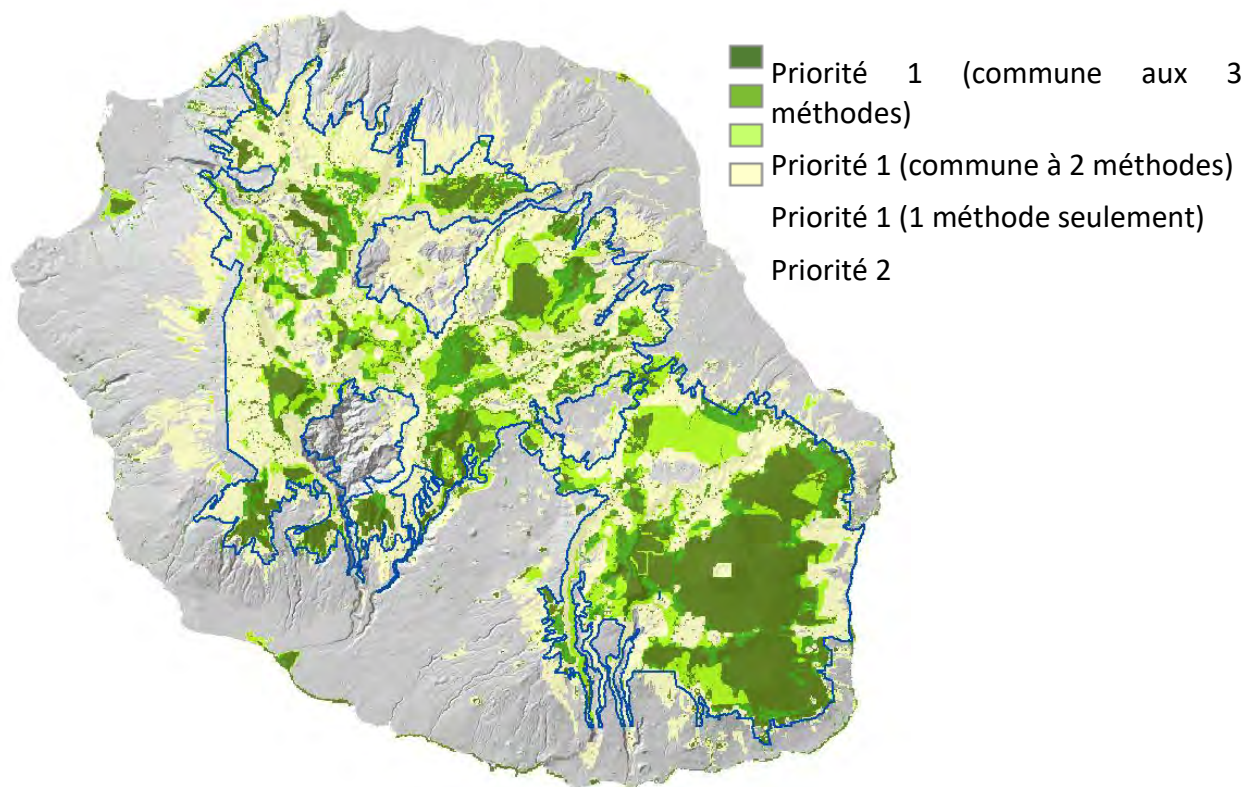 Priorité 1 (commune aux 3
méthodes)
Priorité 1 (commune à 2 méthodes)
Priorité 1 (1 méthode seulement)
Priorité 2